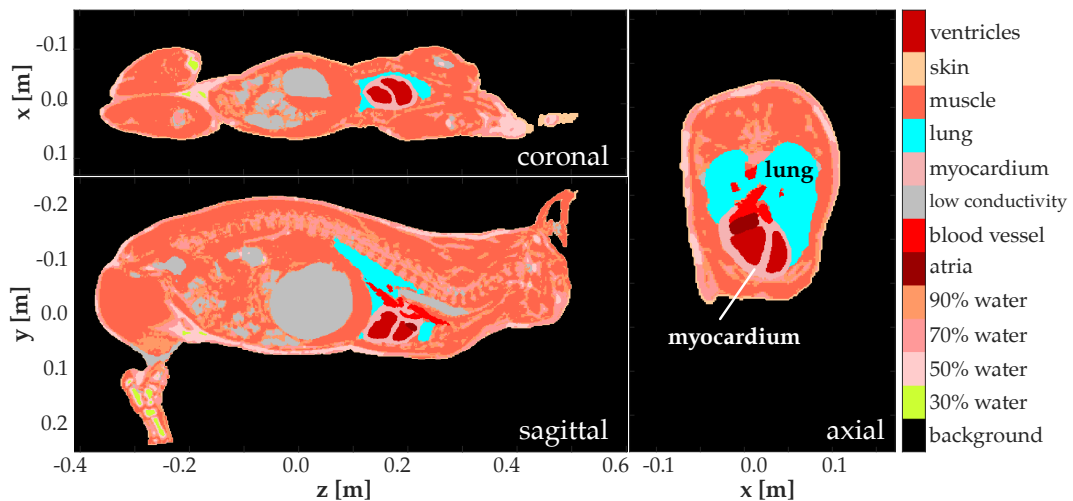 x [m]
-0.1
0.0
0.1
coronal
y [m]
-0.2
-0.1
0.0
0.1
0.2
sagittal
-0.4
-0.2
0.0
0.2
0.4
0.6
z [m]
lung
myocardium
axial
-0.1
0.0
0.1
x [m]
ventricles
skin
muscle
lung
myocardium
low conductivity
blood vessel
atria
90% water
70% water
50% water
30% water
background